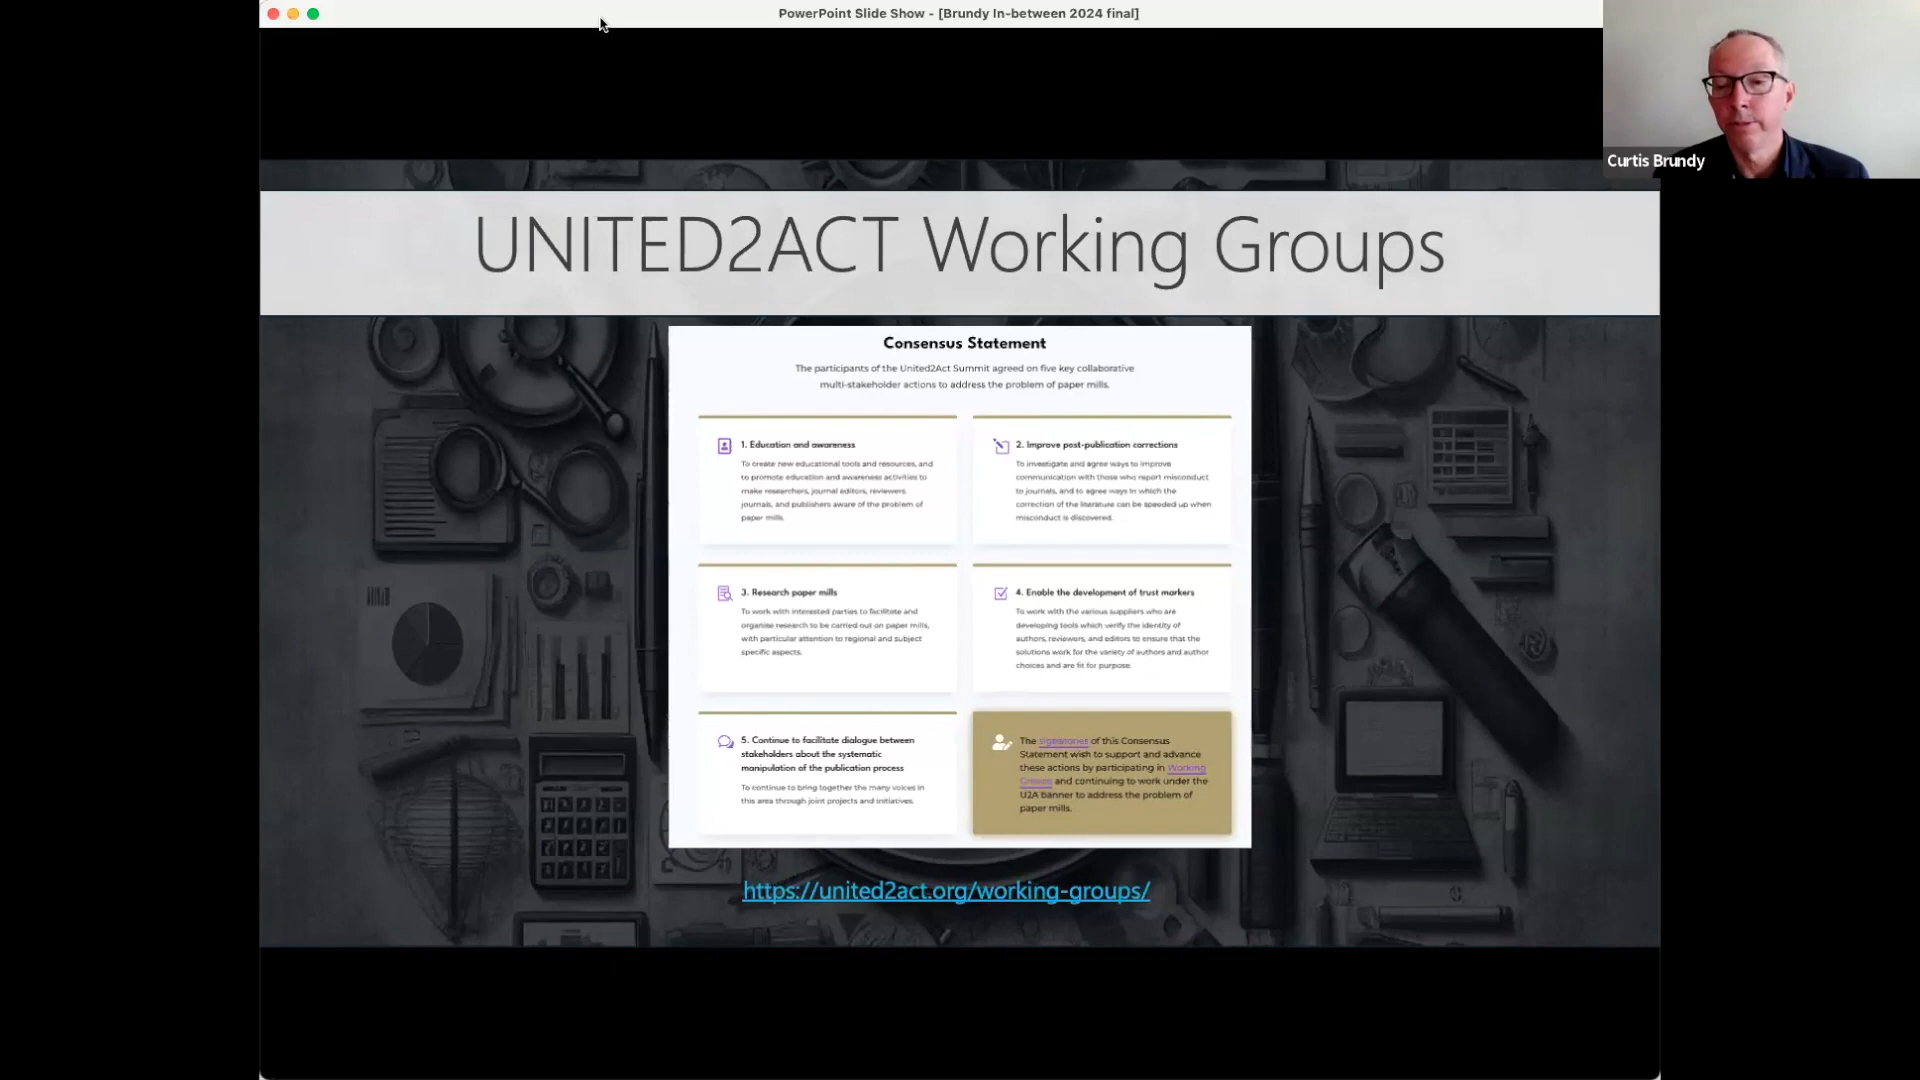 PowerPoint Slide Show - [Brundy In-between 2024 final]
Curtis Brundy
UNITED2ACT Working Groups
Consensus Statement
The participants of the United2Act Summit agreed on five key collaborative
multi-stakeholder actions to address the problem of paper mills.
1. Education and awareness
To create new educational tools and resources, and
to promote education and awareness activities to
make researchers, journal editors, reviewers,
journals, and publishers aware of the problem of
paper mills.
2. Improve post-publication corrections
To investigate and agree ways to improve
communication with those who report misconduct
to journals, and to agree ways in which the
correction of the literature can be speeded up when
misconduct is discovered.
3. Research paper mills
To work with interested parties to facilitate and
organise research to be carried out on paper mills,
with particular attention to regional and subject
specific aspects.
4. Enable the development of trust markers
To work with the various suppliers who are
developing tools which verify the identity of
authors, reviewers, and editors to ensure that the
solutions work for the variety of authors and author
choices and are fit for purpose.
5. Continue to facilitate dialogue between
stakeholders about the systematic
manipulation of the publication process
To continue to bring together the many voices in
this area through joint projects and initiatives.
The signatories of this Consensus
Statement wish to support and advance
these actions by participating in Working
Groups and continuing to work under the
U2A banner to address the problem of
paper mills.
https://united2act.org/working-groups/